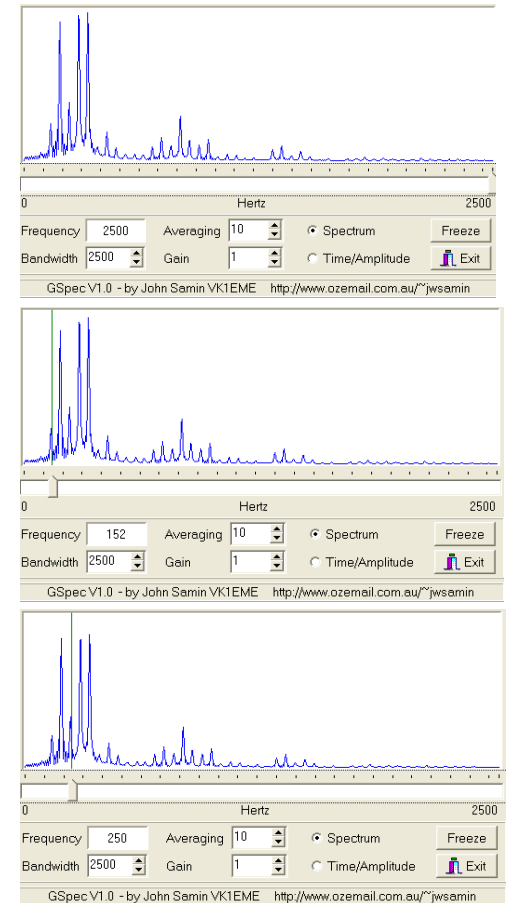 0 Hertz 2500
Frequency 2500 Averaging 10 Spectrum Freeze
Bandwidth 2500 Gain 1 Time/Amplitude Exit
GSpec V1.0 - by John Samin VK1EME http://www.ozemail.com.au/~jwsamin
0 Hertz 2500
Frequency 152 Averaging 10 Spectrum Freeze
Bandwidth 2500 Gain 1 Time/Amplitude Exit
GSpec V1.0 - by John Samin VK1EME http://www.ozemail.com.au/~jwsamin
0 Hertz 2500
Frequency 250 Averaging 10 Spectrum Freeze
Bandwidth 2500 Gain 1 Time/Amplitude Exit
GSpec V1.0 - by John Samin VK1EME http://www.ozemail.com.au/~jwsamin